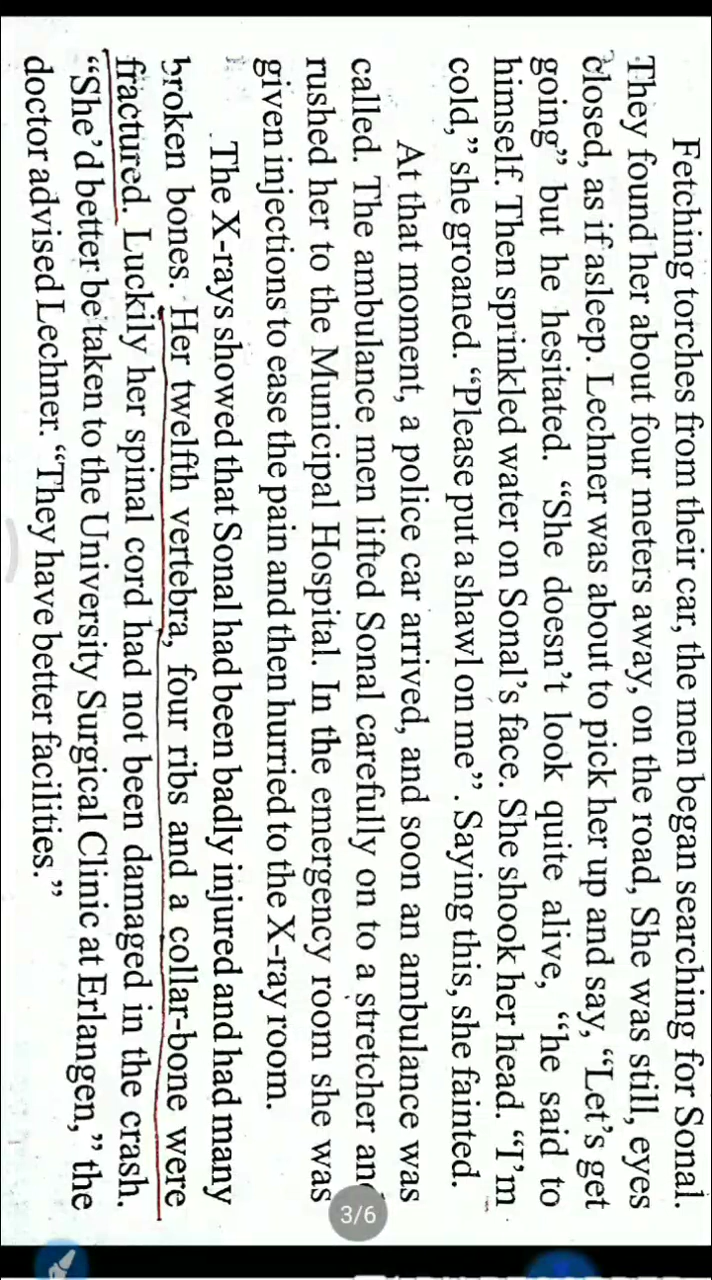 Fetching torches from their car, the men began searching for Sonal.
They found her about four meters away, on the road, She was still, eyes
closed, as if asleep. Lechner was about to pick her up and say, “Let’s get
going” but he hesitated. “She doesn’t look quite alive, “he said to
himself. Then sprinkled water on Sonal’s face. She shook her head. “I’m
cold,” she groaned. “Please put a shawl on me” . Saying this, she fainted.
At that moment, a police car arrived, and soon an ambulance was
called. The ambulance men lifted Sonal carefully on to a stretcher and
rushed her to the Municipal Hospital. In the emergency room she was
given injections to ease the pain and then hurried to the X-ray room.
The X-rays showed that Sonal had been badly injured and had many
broken bones. Her twelfth vertebra, four ribs and a collar-bone were
fractured. Luckily her spinal cord had not been damaged in the crash.
“She’d better be taken to the University Surgical Clinic at Erlangen,” the
doctor advised Lechner. “They have better facilities.”
3/6